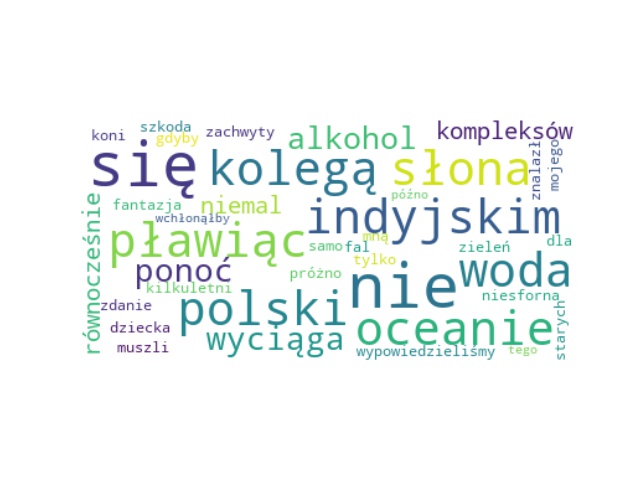 szkoda
koni
gdyby
zachwyty
alkohol
kompleksów
się
kolegą
słona
znalazł
mojego
późno
równocześnie
fantazja
niemal
wchłonąłby
indyjskim
pławiąc
mną
samo
fal
zieleń
dla
ponoć
próżno
tylko
woda
kilkuletni
nie
niesforna
zdanie
polski
oceanie
starych
dziecka
wyciąga
muszli
wypowiedzieliśmy
tego